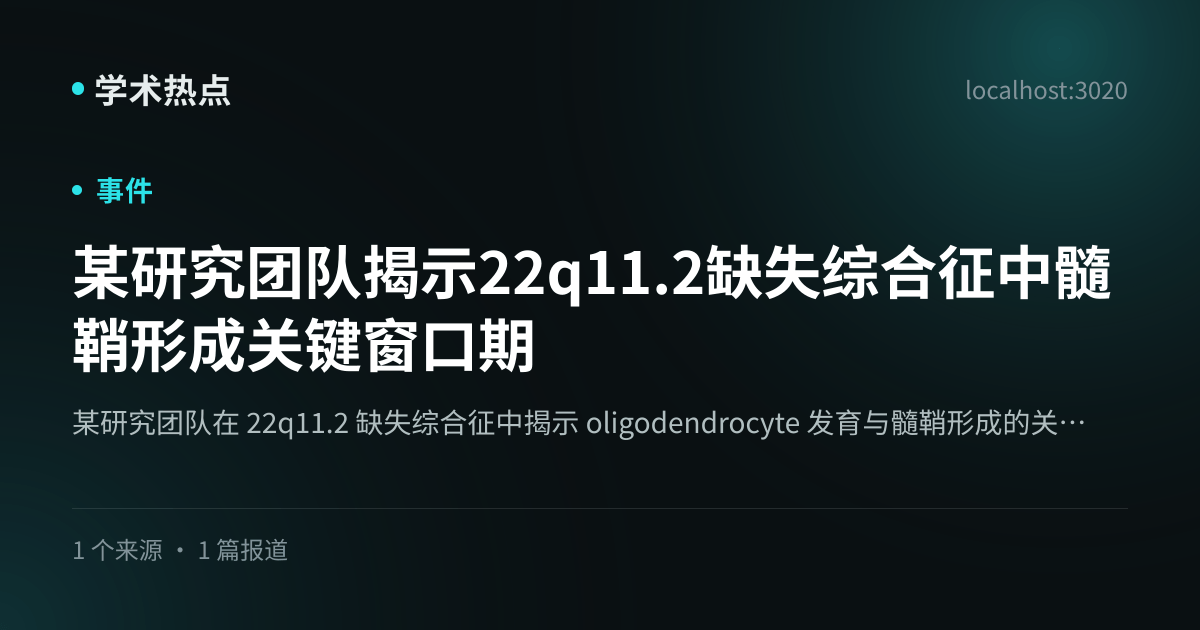 学术热点
localhost:3020
事件
某研究团队揭示22q11.2缺失综合征中髓
鞘形成关键窗口期
某研究团队在 22q11.2 缺失综合征中揭示 oligodendrocyte 发育与髓鞘形成的关…
1 个来源 · 1 篇报道